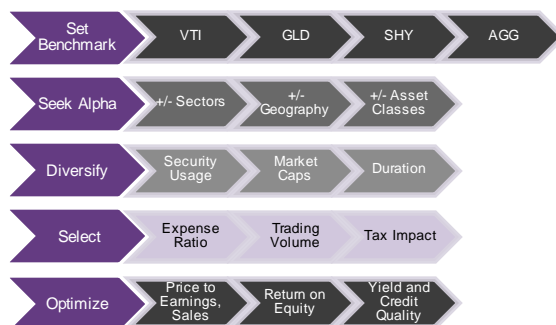 Set
Benchmark
VTI
GLD
SHY
AGG
Seek Alpha
+/- Sectors
+/-
Geography
+/- Asset
Classes
Diversify
Security
Usage
Market
Caps
Duration
Select
Expense
Ratio
Trading
Volume
Tax Impact
Optimize
Price to
Earnings,
Sales
Return on
Equity
Yield and
Credit
Quality